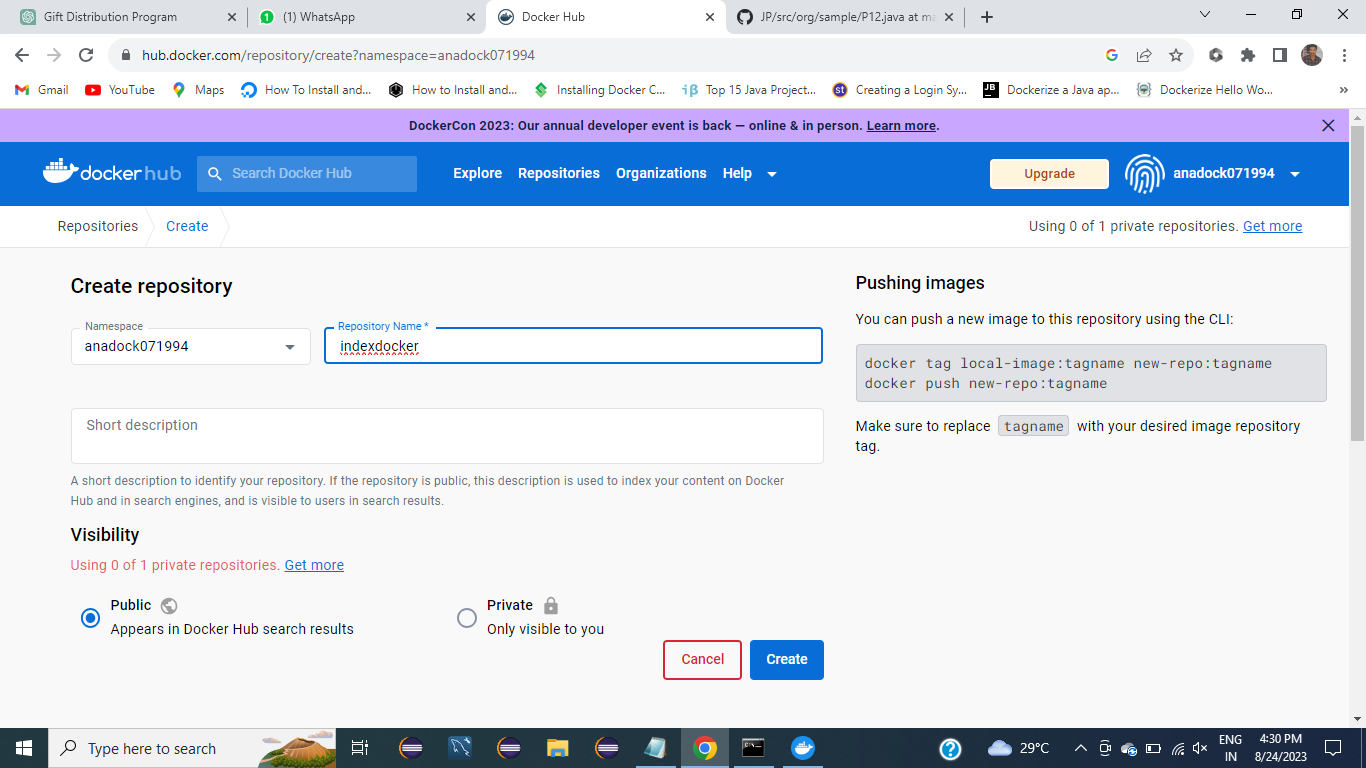 Gift Distribution Program
(1) WhatsApp
Docker Hub
JP/src/org/sample/P12.java at ma
hub.docker.com/repository/create?namespace=anadock071994
Gmail
YouTube
Maps
How To Install and...
How to Install and...
Installing Docker C...
Top 15 Java Project...
Creating a Login Sy...
Dockerize a Java ap...
Dockerize Hello Wo...
DockerCon 2023: Our annual developer event is back — online & in person. Learn more.
docker hub
Search Docker Hub
Explore
Repositories
Organizations
Help
Upgrade
anadock071994
Repositories
Create
Using 0 of 1 private repositories. Get more
Create repository
Namespace
anadock071994
Repository Name *
indexdocker
Short description
A short description to identify your repository. If the repository is public, this description is used to index your content on Docker
Hub and in search engines, and is visible to users in search results.
Visibility
Using 0 of 1 private repositories. Get more
Public
Appears in Docker Hub search results
Private
Only visible to you
Cancel
Create
Pushing images
You can push a new image to this repository using the CLI:
docker tag local-image:tagname new-repo:tagname
docker push new-repo:tagname
Make sure to replace tagname with your desired image repository
tag.
Type here to search
29°C
ENG
IN
4:30 PM
8/24/2023